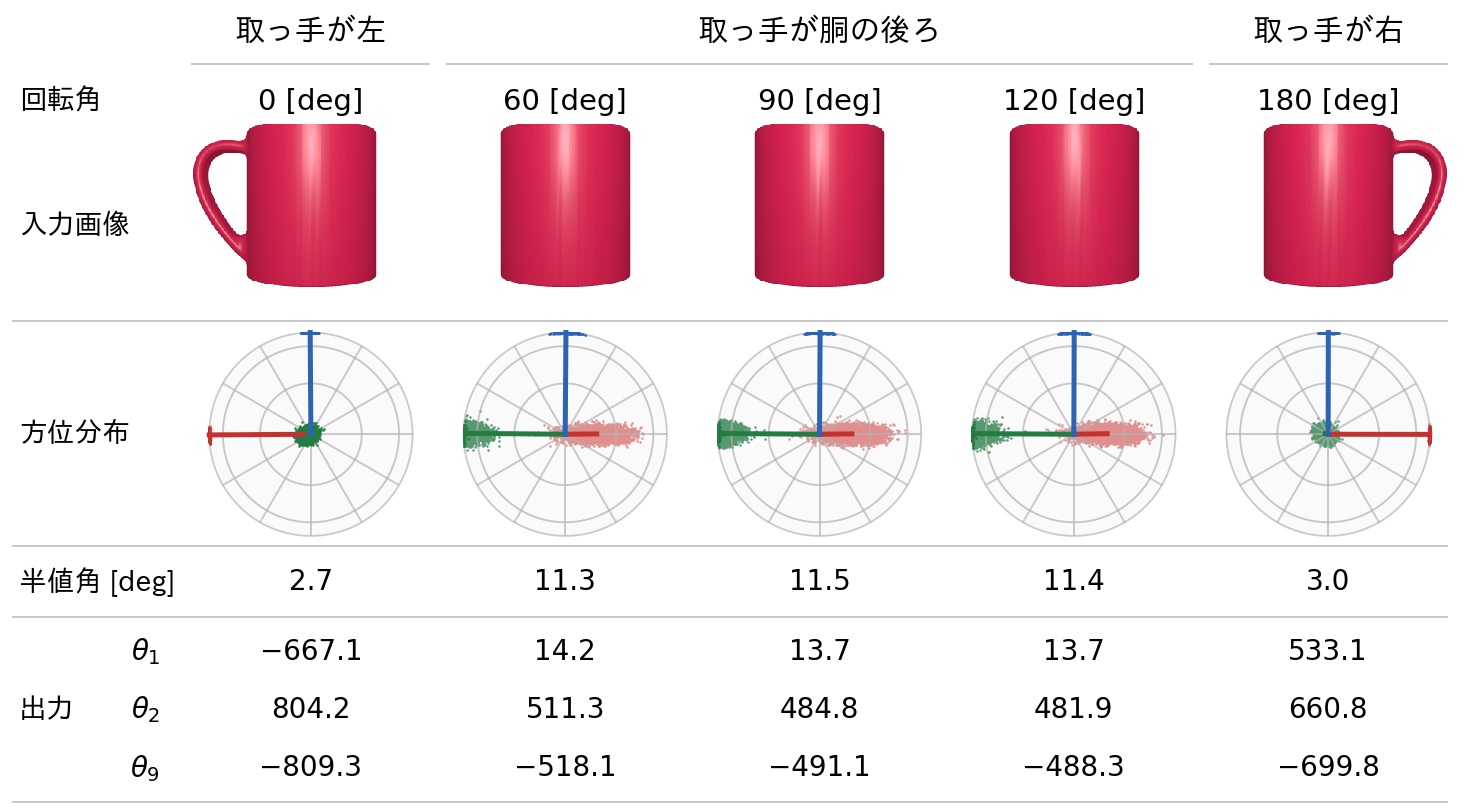 取っ手が左 取っ手が胴の後ろ 取っ手が右
回転角 0 [deg] 60 [deg] 90 [deg] 120 [deg] 180 [deg]
入力画像
方位分布
半値角 [deg] 2.7 11.3 11.5 11.4 3.0
θ1 −667.1 14.2 13.7 13.7 533.1
出力 θ2 804.2 511.3 484.8 481.9 660.8
θ9 −809.3 −518.1 −491.1 −488.3 −699.8